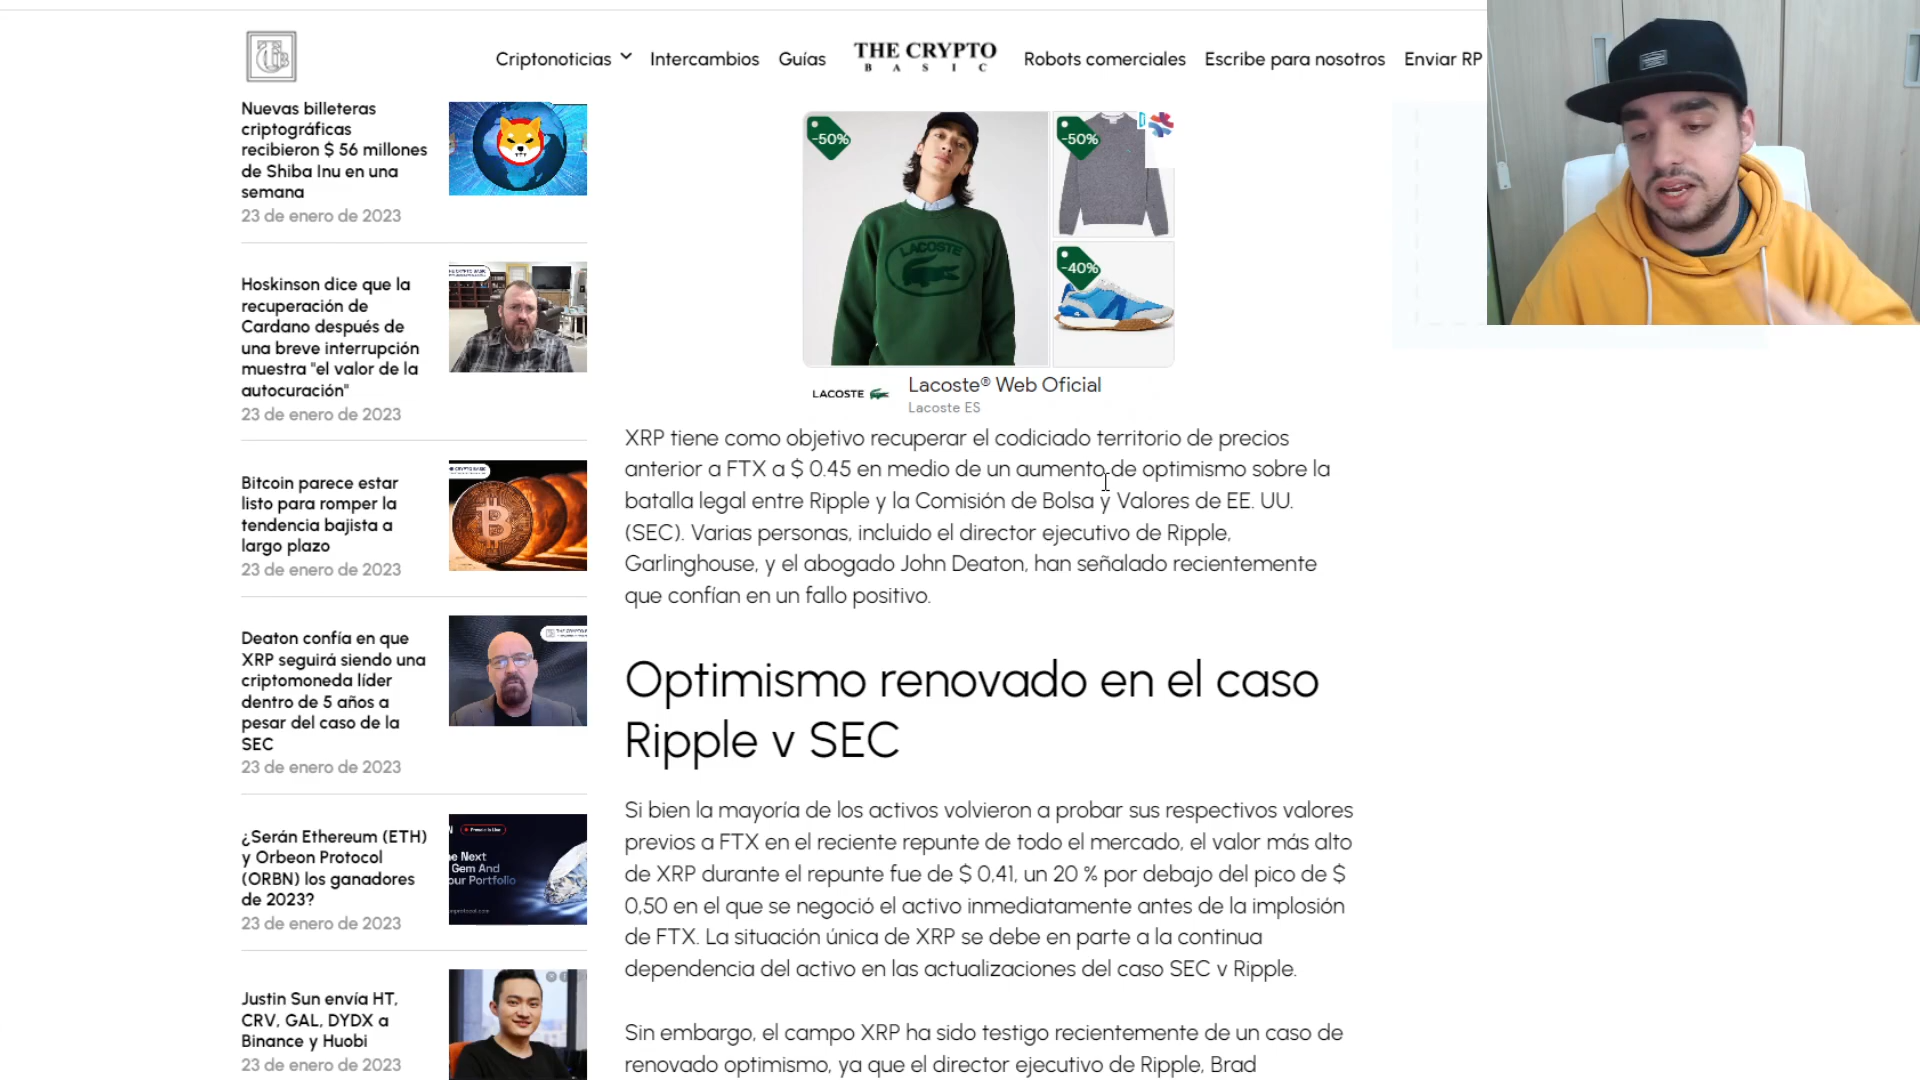 Criptonoticias
Intercambios
Guías
THE CRYPTO
BASIC
Robots comerciales
Escribe para nosotros
Enviar RP
Nuevas billeteras
criptográficas
recibieron $ 56 millones
de Shiba Inu en una
semana
23 de enero de 2023
Hoskinson dice que la
recuperación de
Cardano después de
una breve interrupción
muestra "el valor de la
autocuración"
23 de enero de 2023
Bitcoin parece estar
listo para romper la
tendencia bajista a
largo plazo
23 de enero de 2023
Deaton confía en que
XRP seguirá siendo una
criptomoneda líder
dentro de 5 años a
pesar del caso de la
SEC
23 de enero de 2023
¿Serán Ethereum (ETH)
y Orbeon Protocol
(ORBN) los ganadores
de 2023?
23 de enero de 2023
he Next
Gem And
our Portfolio
Justin Sun envía HT,
CRV, GAL, DYDX a
Binance y Huobi
23 de enero de 2023
-50%
-50%
-40%
LACOSTE
LACOSTE
Lacoste® Web Oficial
Lacoste ES
XRP tiene como objetivo recuperar el codiciado territorio de precios
anterior a FTX a $ 0.45 en medio de un aumento de optimismo sobre la
batalla legal entre Ripple y la Comisión de Bolsa y Valores de EE. UU.
(SEC). Varias personas, incluido el director ejecutivo de Ripple,
Garlinghouse, y el abogado John Deaton, han señalado recientemente
que confían en un fallo positivo.
Optimismo renovado en el caso
Ripple v SEC
Si bien la mayoría de los activos volvieron a probar sus respectivos valores
previos a FTX en el reciente repunte de todo el mercado, el valor más alto
de XRP durante el repunte fue de $ 0,41, un 20 % por debajo del pico de $
0,50 en el que se negoció el activo inmediatamente antes de la implosión
de FTX. La situación única de XRP se debe en parte a la continua
dependencia del activo en las actualizaciones del caso SEC v Ripple.
Sin embargo, el campo XRP ha sido testigo recientemente de un caso de
renovado optimismo, ya que el director ejecutivo de Ripple, Brad